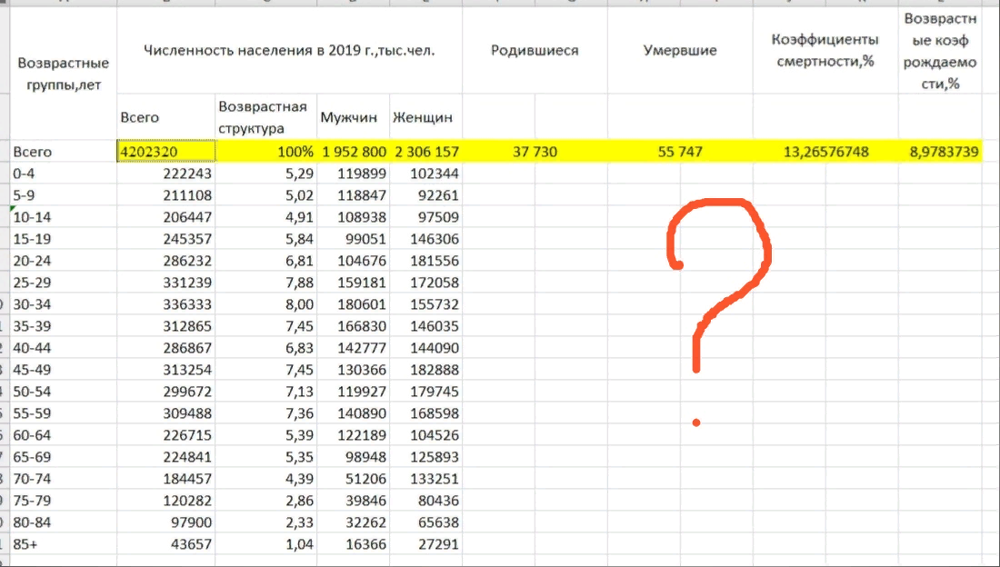 Возврастные группы,лет
Численность населения в 2019 г.,тыс.чел.
Родившиеся
Умервшие
Коэффициенты смертности,%
Возврастн
ые коэф
рождаемо
сти,%
Всего
Возврастная структура
Мужчин
Женщин
Всего 4202320 100% 1 952 800 2 306 157 37 730 55 747 13,26576748 8,9783739
0-4 222243 5,29 119899 102344
5-9 211108 5,02 118847 92261
10-14 206447 4,91 108938 97509
15-19 245357 5,84 99051 146306
20-24 286232 6,81 104676 181556
25-29 331239 7,88 159181 172058
30-34 336333 8,00 180601 155732
35-39 312865 7,45 166830 146035
40-44 286867 6,83 142777 144090
45-49 313254 7,45 130366 182888
50-54 299672 7,13 119927 179745
55-59 309488 7,36 140890 168598
60-64 226715 5,39 122189 104526
65-69 224841 5,35 98948 125893
70-74 184457 4,39 51206 133251
75-79 120282 2,86 39846 80436
80-84 97900 2,33 32262 65638
85+ 43657 1,04 16366 27291
?